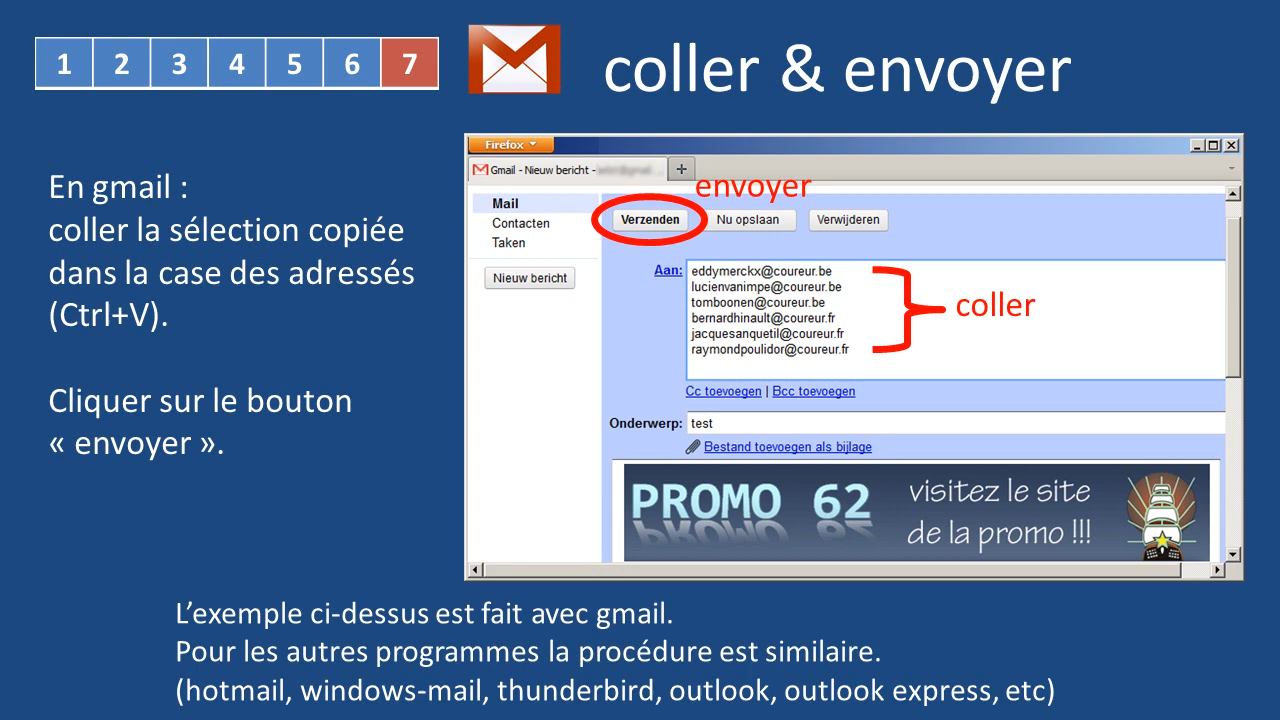 1 2 3 4 5 6 7
coller & envoyer
En gmail :
coller la sélection copiée
dans la case des adressés
(Ctrl+V).
Cliquer sur le bouton
« envoyer ».
Firefox
Gmail - Nieuw bericht -
envoyer
Mail
Contacten
Taken
Nieuw bericht
Verzenden Nu opslaan Verwijderen
Aan:
eddymerckx@coureur.be
lucienvanimpe@coureur.be
tomboonen@coureur.be
bernardhinault@coureur.fr
jacquesanquetil@coureur.fr
raymondpoulidor@coureur.fr
coller
Cc toevoegen | Bcc toevoegen
Onderwerp: test
Bestand toevoegen als bijlage
PROMO 62
visitez le site
de la promo !!!
L’exemple ci-dessus est fait avec gmail.
Pour les autres programmes la procédure est similaire.
(hotmail, windows-mail, thunderbird, outlook, outlook express, etc)